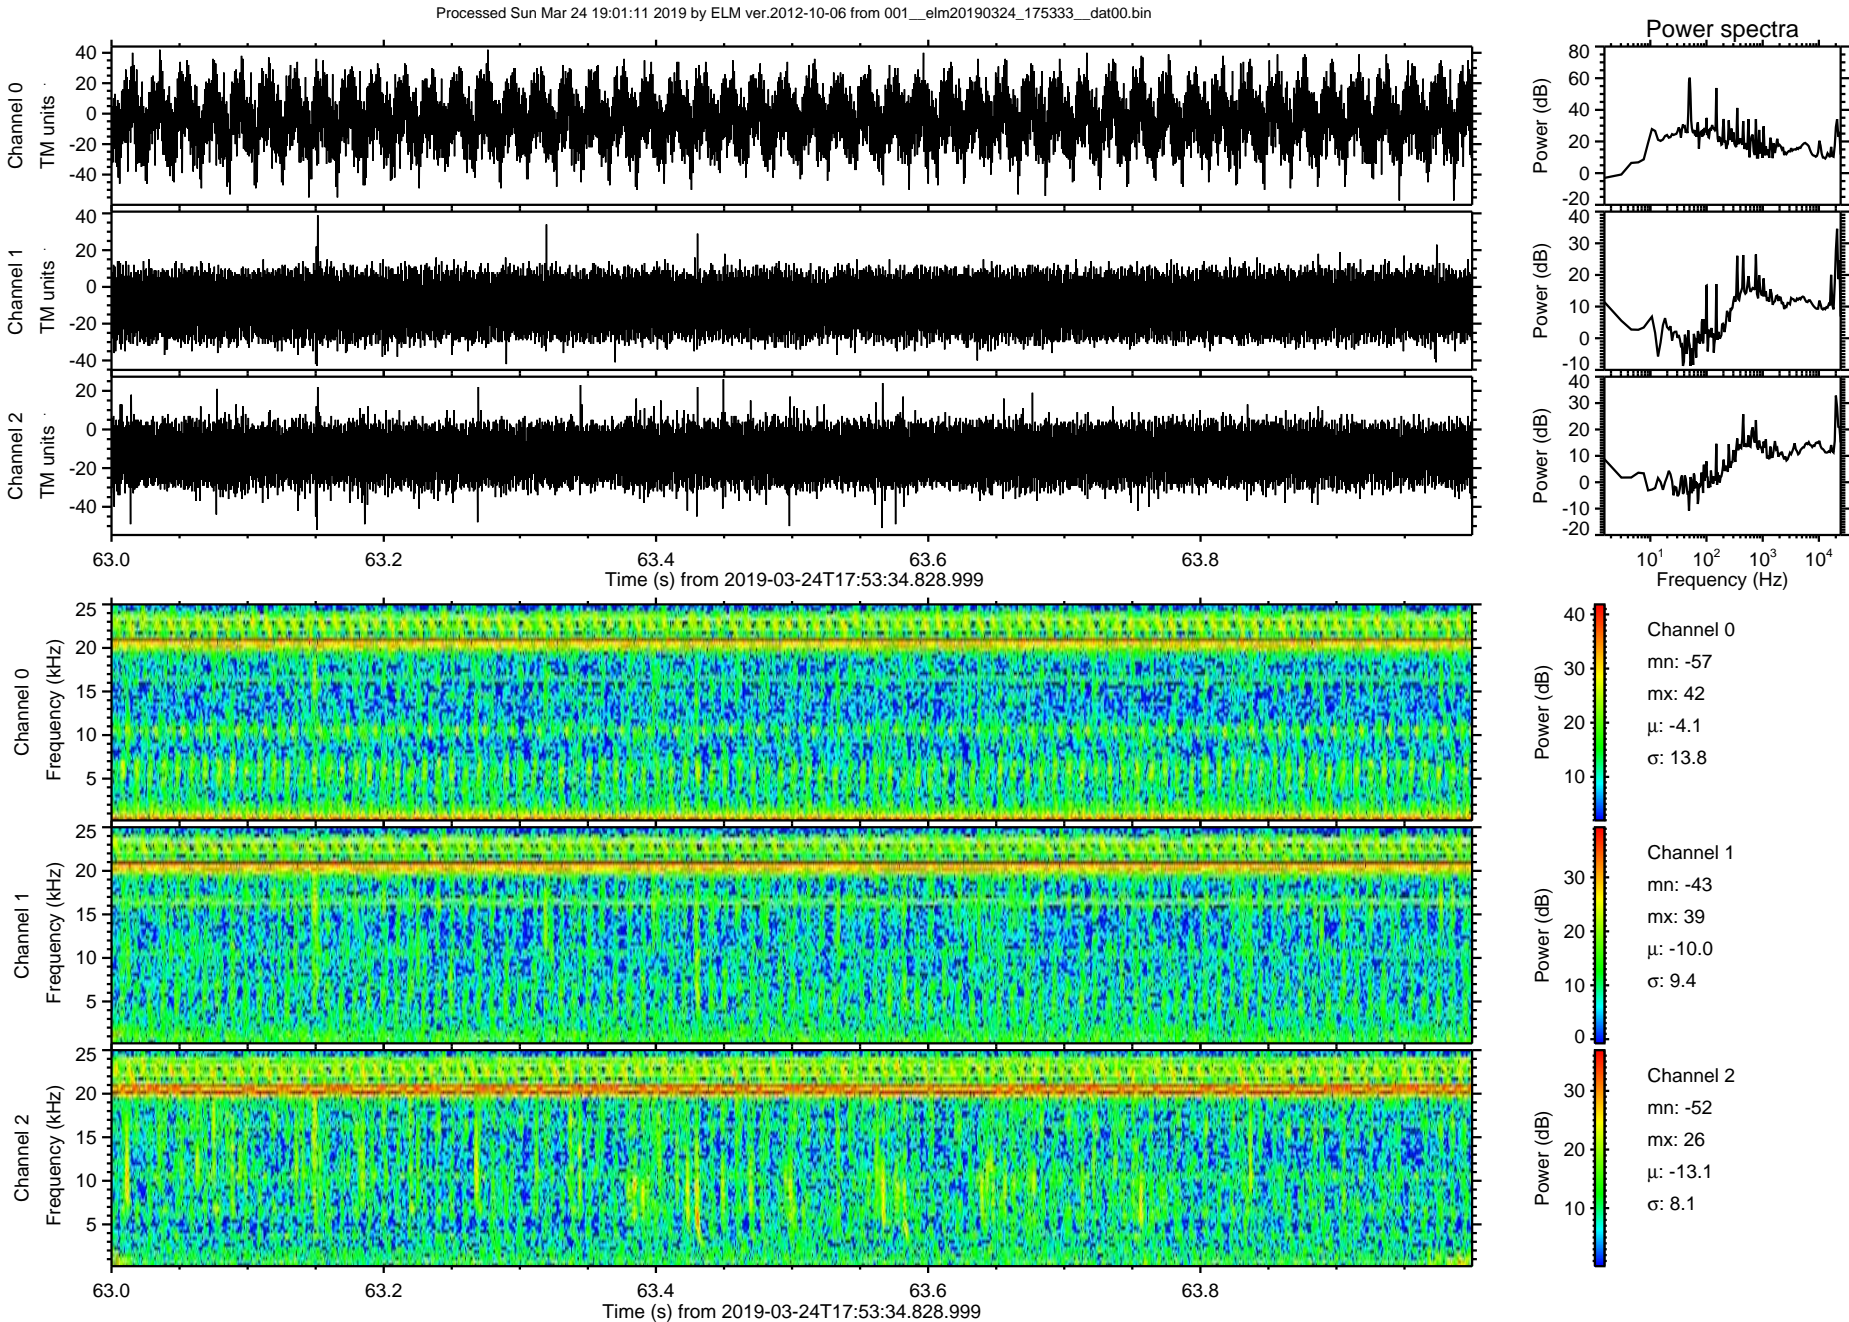 Processed Sun Mar 24 19:01:11 2019 by ELM ver.2012-10-06 from 001__elm20190324_175333__dat00.bin
Power spectra
Channel 0
TM units
40
20
0
-20
-40
Power (dB)
80
60
40
20
0
-20
Channel 1
TM units
40
20
0
-20
-40
Power (dB)
40
30
20
10
0
-10
Channel 2
TM units
20
0
-20
-40
Power (dB)
40
30
20
10
0
-10
-20
63.0 63.2 63.4 63.6 63.8
Time (s) from 2019-03-24T17:53:34.828.999
10¹ 10² 10³ 10⁴
Frequency (Hz)
Channel 0
Frequency (kHz)
25
20
15
10
5
Power (dB)
40
30
20
10
Channel 0
mn: -57
mx: 42
μ: -4.1
σ: 13.8
Channel 1
Frequency (kHz)
25
20
15
10
5
Power (dB)
30
20
10
0
Channel 1
mn: -43
mx: 39
μ: -10.0
σ: 9.4
Channel 2
Frequency (kHz)
25
20
15
10
5
Power (dB)
30
20
10
Channel 2
mn: -52
mx: 26
μ: -13.1
σ: 8.1
63.0 63.2 63.4 63.6 63.8
Time (s) from 2019-03-24T17:53:34.828.999